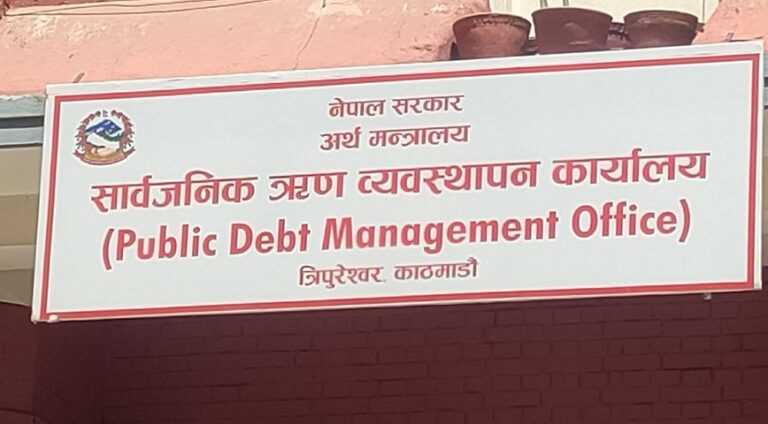 नेपाल सरकार
अर्थ मन्त्रालय
सार्वजनिक ऋण व्यवस्थापन कार्यालय
(Public Debt Management Office)
त्रिपुरेश्वर, काठमाडौं